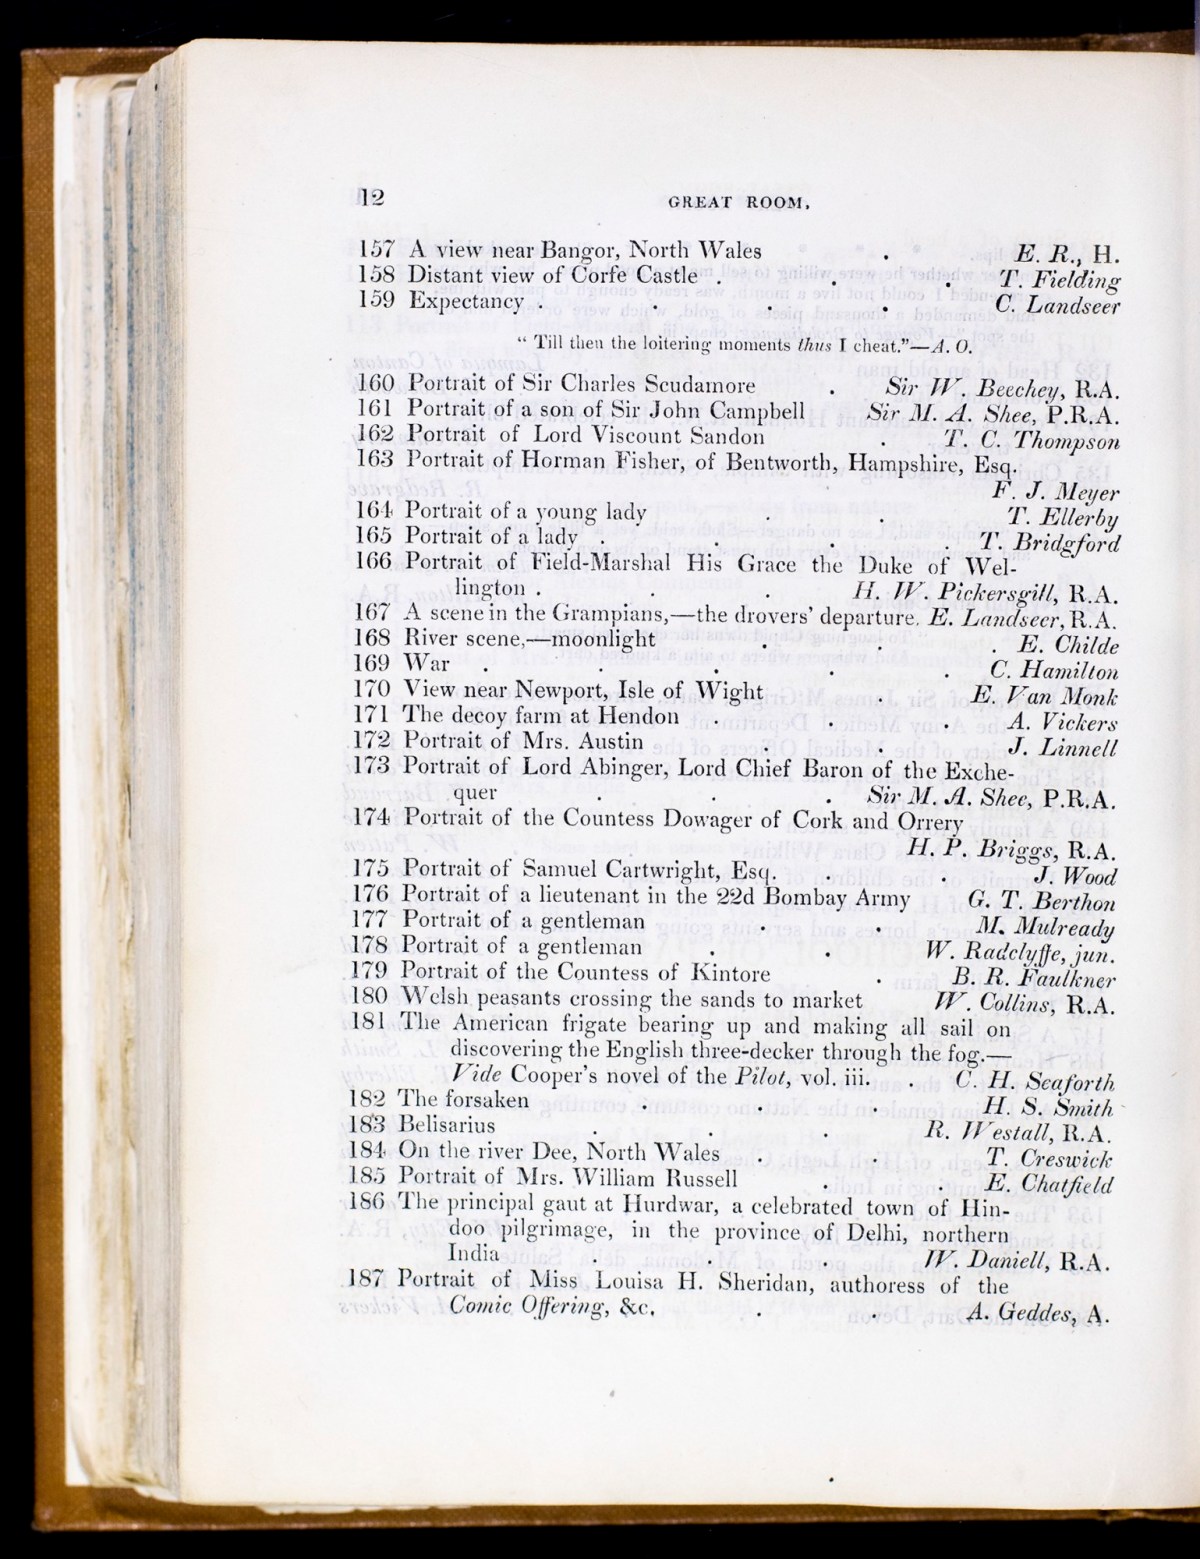 12 GREAT ROOM.
157 A view near Bangor, North Wales . E. R., H.
158 Distant view of Corfe Castle . . . T. Fielding
159 Expectancy . . . . C. Landseer
“ Till then the loitering moments thus I cheat.”—A. O.
160 Portrait of Sir Charles Scudamore . Sir W. Beechey, R.A.
161 Portrait of a son of Sir John Campbell Sir M. A. Shee, P.R.A.
162 Portrait of Lord Viscount Sandon . T. C. Thompson
163 Portrait of Horman Fisher, of Bentworth, Hampshire, Esq.
F. J. Meyer
164 Portrait of a young lady . . T. Ellerby
165 Portrait of a lady . . . . T. Bridgford
166 Portrait of Field-Marshal His Grace the Duke of Wel-
lington . . . H. W. Pickersgill, R.A.
167 A scene in the Grampians,—the drovers’ departure. E. Landseer, R.A.
168 River scene,—moonlight . . . E. Childe
169 War . . . . . C. Hamilton
170 View near Newport, Isle of Wight . E. Van Monk
171 The decoy farm at Hendon . . . A. Vickers
172 Portrait of Mrs. Austin . . J. Linnell
173 Portrait of Lord Abinger, Lord Chief Baron of the Exche-
quer . . . Sir M. A. Shee, P.R.A.
174 Portrait of the Countess Dowager of Cork and Orrery
H. P. Briggs, R.A.
175 Portrait of Samuel Cartwright, Esq. . . J. Wood
176 Portrait of a lieutenant in the 22d Bombay Army G. T. Berthon
177 Portrait of a gentleman . . M. Mulready
178 Portrait of a gentleman . . W. Radclyffe, jun.
179 Portrait of the Countess of Kintore . B. R. Faulkner
180 Welsh peasants crossing the sands to market W. Collins, R.A.
181 The American frigate bearing up and making all sail on
discovering the English three-decker through the fog.—
Vide Cooper’s novel of the Pilot, vol. iii. . C. H. Seaforth
182 The forsaken . . . H. S. Smith
183 Belisarius . . . R. Westall, R.A.
184 On the river Dee, North Wales . . T. Creswick
185 Portrait of Mrs. William Russell . . E. Chatfield
186 The principal gaut at Hurdwar, a celebrated town of Hin-
doo pilgrimage, in the province of Delhi, northern
India . . . W. Daniell, R.A.
187 Portrait of Miss Louisa H. Sheridan, authoress of the
Comic Offering, &c. . . A. Geddes, A.